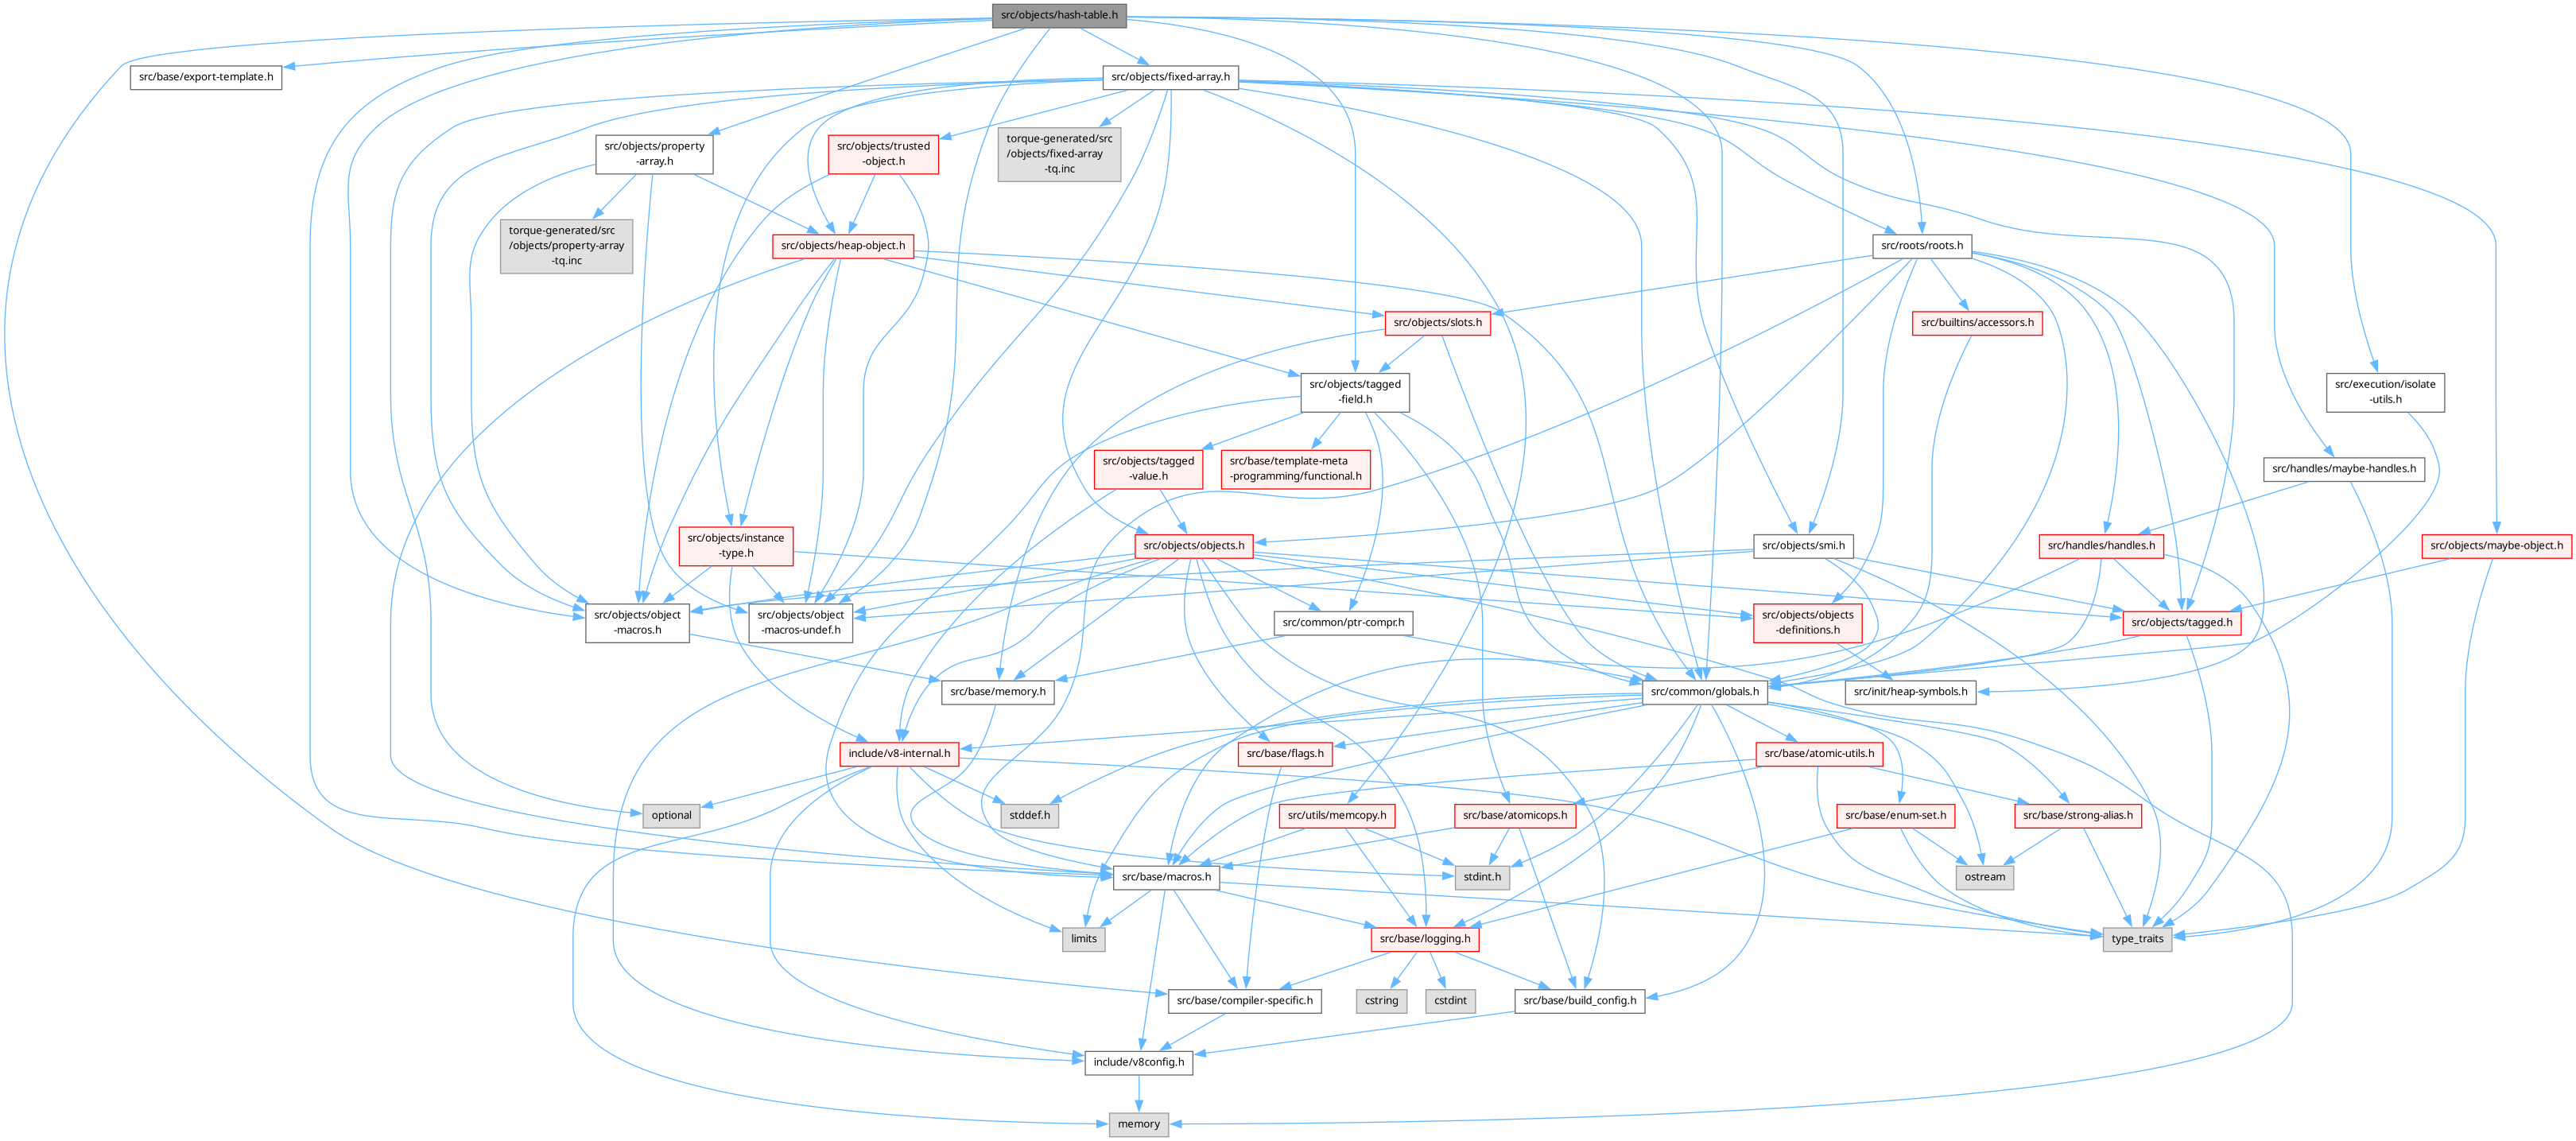 src/objects/hash-table.h
src/base/export-template.h
src/objects/fixed-array.h
src/objects/property
-array.h
src/objects/trusted
-object.h
torque-generated/src
/objects/fixed-array
-tq.inc
torque-generated/src
/objects/property-array
-tq.inc
src/objects/heap-object.h
src/roots/roots.h
src/objects/slots.h
src/builtins/accessors.h
src/objects/tagged
-field.h
src/execution/isolate
-utils.h
src/objects/tagged
-value.h
src/base/template-meta
-programming/functional.h
src/handles/maybe-handles.h
src/objects/instance
-type.h
src/objects/objects.h
src/objects/smi.h
src/handles/handles.h
src/objects/maybe-object.h
src/objects/object
-macros.h
src/objects/object
-macros-undef.h
src/common/ptr-compr.h
src/objects/objects
-definitions.h
src/objects/tagged.h
src/base/memory.h
src/common/globals.h
src/init/heap-symbols.h
include/v8-internal.h
src/base/flags.h
src/base/atomic-utils.h
optional
stddef.h
src/utils/memcopy.h
src/base/atomicops.h
src/base/enum-set.h
src/base/strong-alias.h
src/base/macros.h
stdint.h
ostream
limits
src/base/logging.h
type_traits
src/base/compiler-specific.h
cstring
cstdint
src/base/build_config.h
include/v8config.h
memory